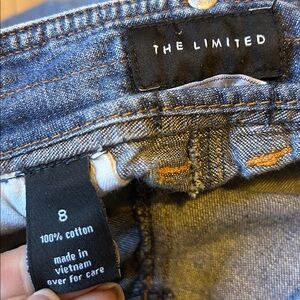 THE LIMITED
8
100% cotton
made in
vietnam
over for care